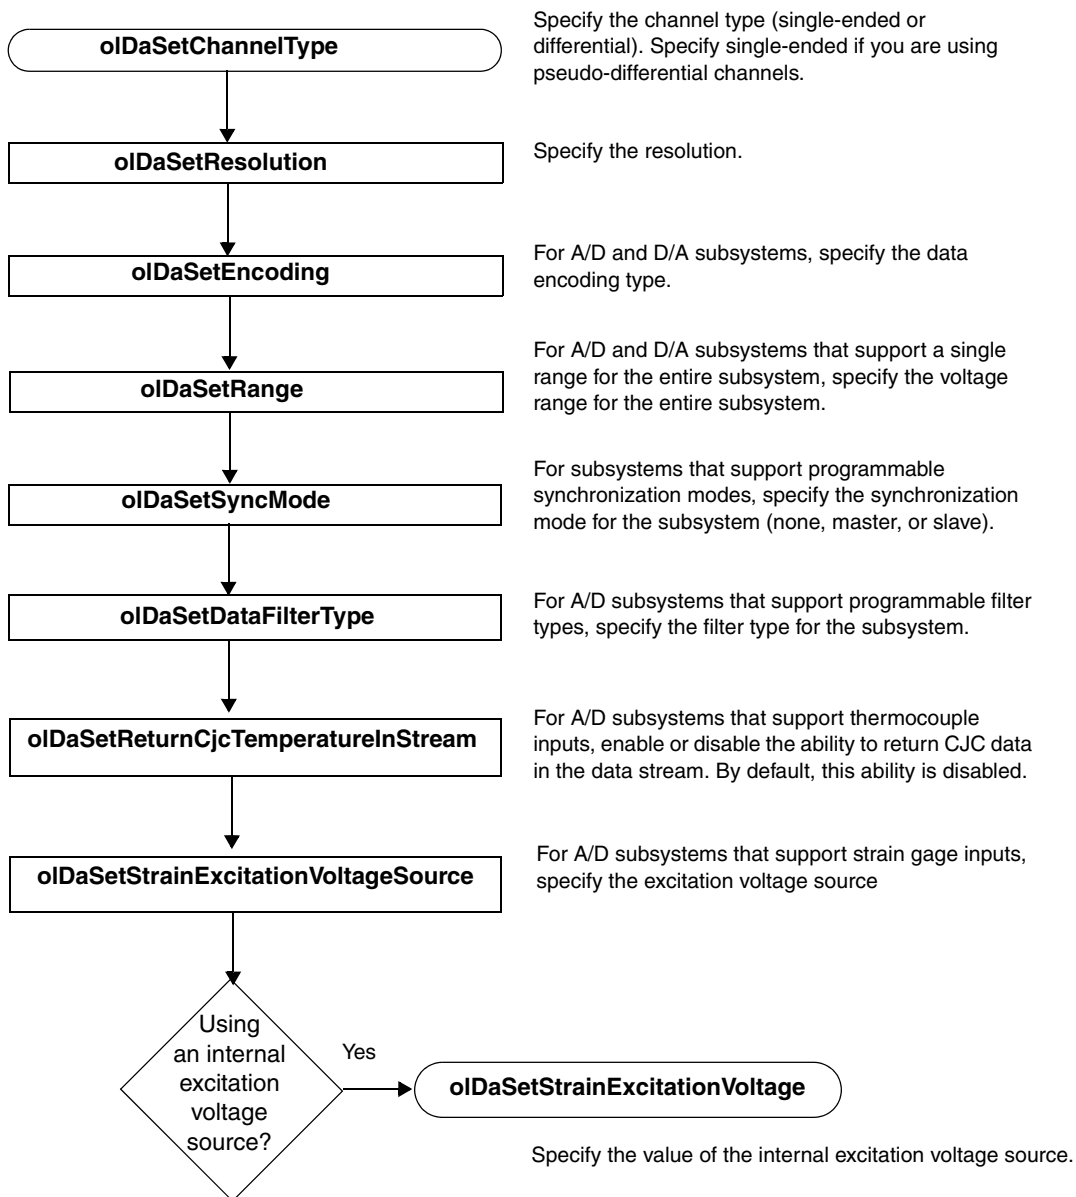 olDaSetChannelType
Specify the channel type (single-ended or
differential). Specify single-ended if you are using
pseudo-differential channels.
olDaSetResolution
Specify the resolution.
olDaSetEncoding
For A/D and D/A subsystems, specify the data
encoding type.
olDaSetRange
For A/D and D/A subsystems that support a single
range for the entire subsystem, specify the voltage
range for the entire subsystem.
olDaSetSyncMode
For subsystems that support programmable
synchronization modes, specify the synchronization
mode for the subsystem (none, master, or slave).
olDaSetDataFilterType
For A/D subsystems that support programmable filter
types, specify the filter type for the subsystem.
olDaSetReturnCjcTemperatureInStream
For A/D subsystems that support thermocouple
inputs, enable or disable the ability to return CJC data
in the data stream. By default, this ability is disabled.
olDaSetStrainExcitationVoltageSource
For A/D subsystems that support strain gage inputs,
specify the excitation voltage source
Using
an internal
excitation
voltage
source?
Yes
olDaSetStrainExcitationVoltage
Specify the value of the internal excitation voltage source.